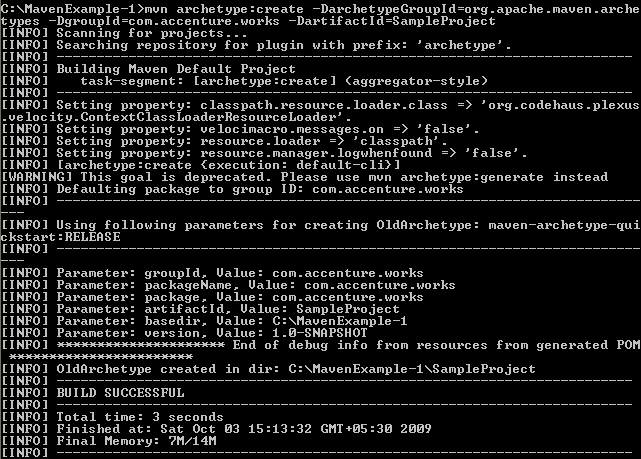 C:\MavenExample-1>mvn archetype:create -DarchetypeGroupId=org.apache.maven.arche
types -DgroupId=com.accenture.works -DartifactId=SampleProject
[INFO] Scanning for projects...
[INFO] Searching repository for plugin with prefix: 'archetype'.
[INFO] ------------------------------------------------------------------------
[INFO] Building Maven Default Project
[INFO]    task-segment: [archetype:create] (aggregator-style)
[INFO] ------------------------------------------------------------------------
[INFO] Setting property: classpath.resource.loader.class => 'org.codehaus.plexus
.velocity.ContextClassLoaderResourceLoader'.
[INFO] Setting property: velocimacro.messages.on => 'false'.
[INFO] Setting property: resource.loader => 'classpath'.
[INFO] Setting property: resource.manager.logwhenfound => 'false'.
[INFO] [archetype:create {execution: default-cli}]
[WARNING] This goal is deprecated. Please use mvn archetype:generate instead
[INFO] Defaulting package to group ID: com.accenture.works
[INFO] -------------------------------------------------------------------------
---
[INFO] Using following parameters for creating OldArchetype: maven-archetype-qui
ckstart:RELEASE
[INFO] -------------------------------------------------------------------------
---
[INFO] Parameter: groupId, Value: com.accenture.works
[INFO] Parameter: packageName, Value: com.accenture.works
[INFO] Parameter: package, Value: com.accenture.works
[INFO] Parameter: artifactId, Value: SampleProject
[INFO] Parameter: basedir, Value: C:\MavenExample-1
[INFO] Parameter: version, Value: 1.0-SNAPSHOT
[INFO] ********************* End of debug info from resources from generated POM
 ***********************
[INFO] OldArchetype created in dir: C:\MavenExample-1\SampleProject
[INFO] ------------------------------------------------------------------------
[INFO] BUILD SUCCESSFUL
[INFO] ------------------------------------------------------------------------
[INFO] Total time: 3 seconds
[INFO] Finished at: Sat Oct 03 15:13:32 GMT+05:30 2009
[INFO] Final Memory: 7M/14M
[INFO] ------------------------------------------------------------------------